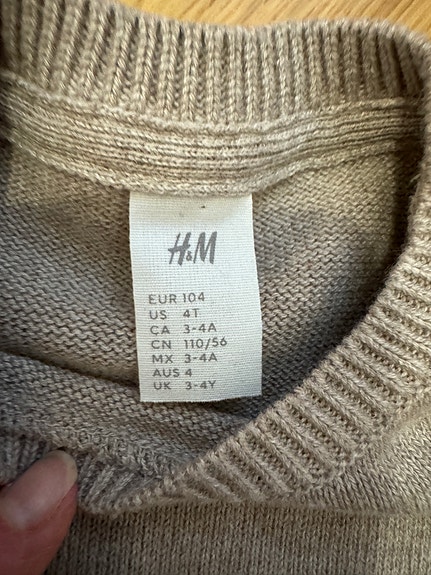 H&M
EUR 104
US 4T
CA 3-4A
CN 110/56
MX 3-4A
AUS 4
UK 3-4Y